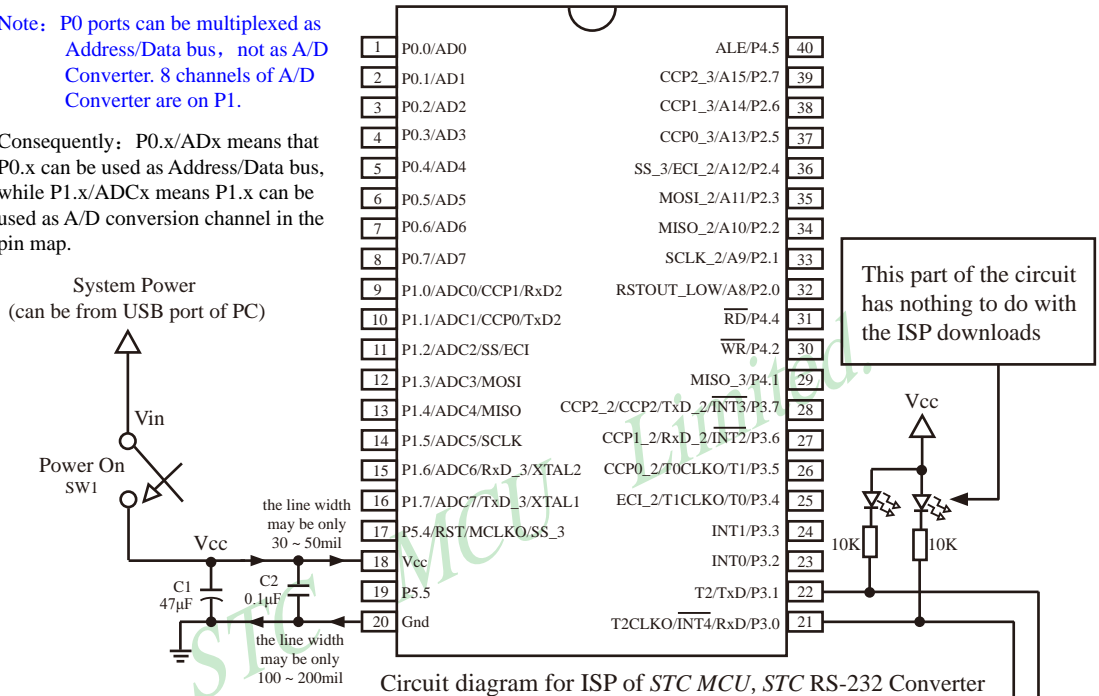 Note：P0 ports can be multiplexed as
Address/Data bus，not as A/D
Converter. 8 channels of A/D
Converter are on P1.
Consequently：P0.x/ADx means that
P0.x can be used as Address/Data bus,
while P1.x/ADCx means P1.x can be
used as A/D conversion channel in the
pin map.
System Power
(can be from USB port of PC)
Vin
Power On
SW1
Vcc
C1
47μF
C2
0.1μF
the line width
may be only
30 ~ 50mil
the line width
may be only
100 ~ 200mil
1 P0.0/AD0
2 P0.1/AD1
3 P0.2/AD2
4 P0.3/AD3
5 P0.4/AD4
6 P0.5/AD5
7 P0.6/AD6
8 P0.7/AD7
9 P1.0/ADC0/CCP1/RxD2
10 P1.1/ADC1/CCP0/TxD2
11 P1.2/ADC2/SS/ECI
12 P1.3/ADC3/MOSI
13 P1.4/ADC4/MISO
14 P1.5/ADC5/SCLK
15 P1.6/ADC6/RxD_3/XTAL2
16 P1.7/ADC7/TxD_3/XTAL1
17 P5.4/RST/MCLKO/SS_3
18 Vcc
19 P5.5
20 Gnd
ALE/P4.5 40
CCP2_3/A15/P2.7 39
CCP1_3/A14/P2.6 38
CCP0_3/A13/P2.5 37
SS_3/ECI_2/A12/P2.4 36
MOSI_2/A11/P2.3 35
MISO_2/A10/P2.2 34
SCLK_2/A9/P2.1 33
RSTOUT_LOW/A8/P2.0 32
RD/P4.4 31
WR/P4.2 30
MISO_3/P4.1 29
CCP2_2/CCP2/TxD_2/INT3/P3.7 28
CCP1_2/RxD_2/INT2/P3.6 27
CCP0_2/T0CLKO/T1/P3.5 26
ECI_2/T1CLKO/T0/P3.4 25
INT1/P3.3 24
INT0/P3.2 23
T2/TxD/P3.1 22
T2CLKO/INT4/RxD/P3.0 21
This part of the circuit
has nothing to do with
the ISP downloads
Vcc
10K
10K
STC MCU Limited.
Circuit diagram for ISP of STC MCU, STC RS-232 Converter